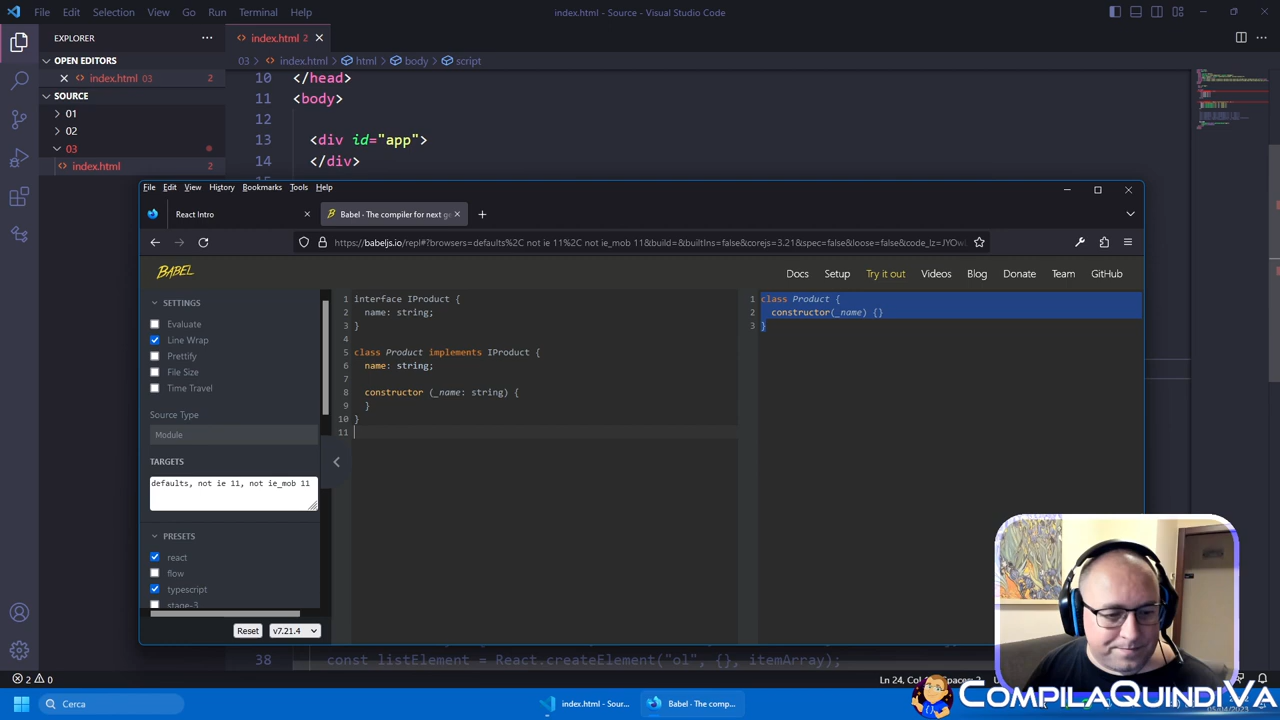 File Edit Selection View Go Run Terminal Help
index.html - Source - Visual Studio Code
EXPLORER
index.html 2
OPEN EDITORS
03 > index.html > html > body > script
index.html 03 2
SOURCE
01
02
03
index.html 2
10 </head>
11 <body>
12
13 <div id="app">
14 </div>
File Edit View History Bookmarks Tools Help
React Intro
Babel · The compiler for next ge
https://babeljs.io/repl#?browsers=defaults%2C not ie 11%2C not ie_mob 11&build=&builtIns=false&corejs=3.21&spec=false&loose=false&code_lz=JYOwL
BABEL
Docs Setup Try it out Videos Blog Donate Team GitHub
SETTINGS
Evaluate
Line Wrap
Prettify
File Size
Time Travel
Source Type
Module
TARGETS
defaults, not ie 11, not ie_mob 11
PRESETS
react
flow
typescript
stage-3
Reset v7.21.4
1 interface IProduct {
2 name: string;
3 }
4
5 class Product implements IProduct {
6 name: string;
7
8 constructor (_name: string) {
9 }
10 }
11
1 class Product {
2 constructor(_name) {}
3 }
38 const listElement = React.createElement("ol", {}, itemArray);
2 0
Cerca
index.html - Sour...
Babel · The comp...
COMPILAQUINDIVA